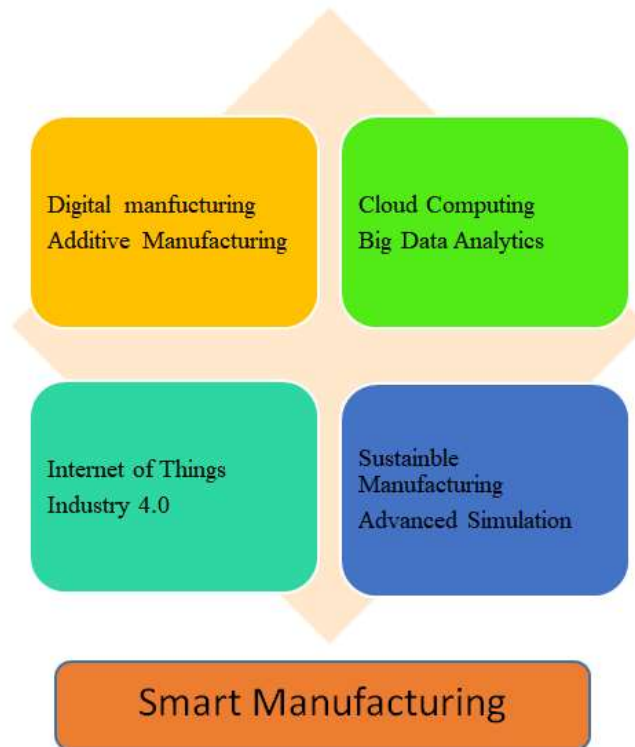 Digital manfucturing
Additive Manufacturing
Cloud Computing
Big Data Analytics
Internet of Things
Industry 4.0
Sustainble
Manufacturing
Advanced Simulation
Smart Manufacturing